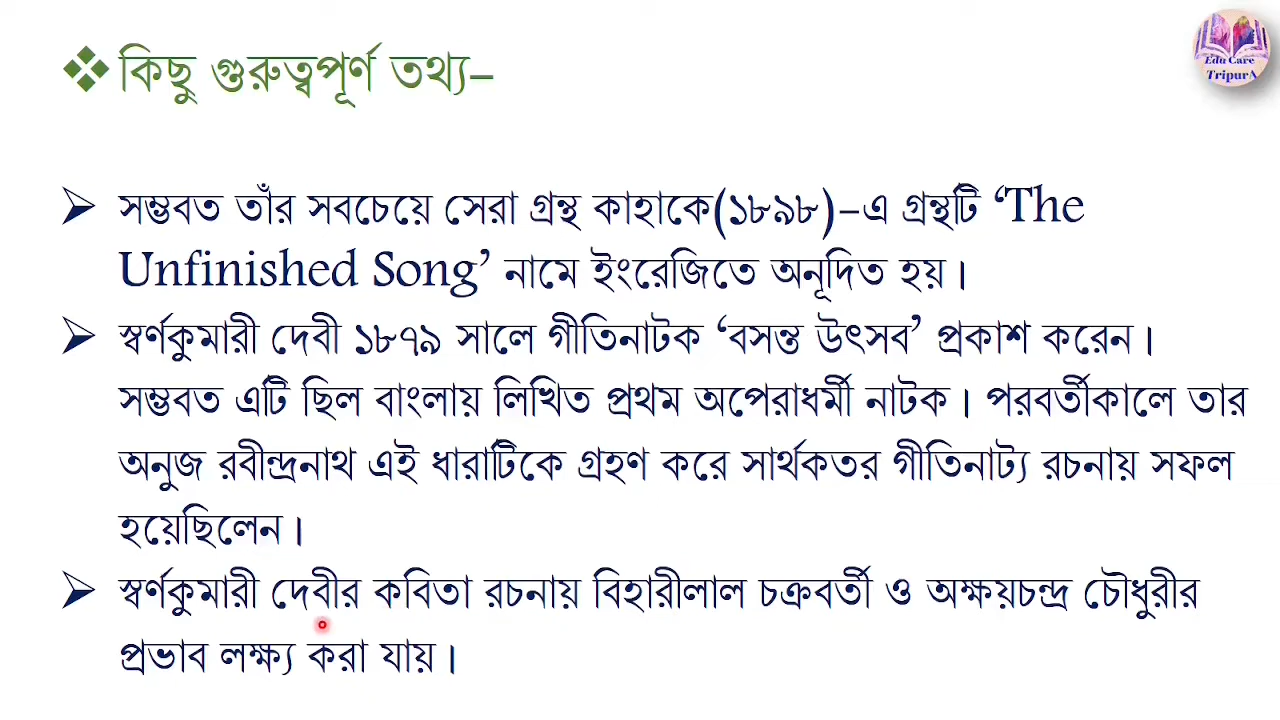 কিছু গুরুত্বপূর্ণ তথ্য–
Edu Care
TripurA
সম্ভবত তাঁর সবচেয়ে সেরা গ্রন্থ কাহাকে(১৮৯৮)-এ গ্রন্থটি ‘The
Unfinished Song’ নামে ইংরেজিতে অনূদিত হয়।
স্বর্ণকুমারী দেবী ১৮৭৯ সালে গীতিনাটক ‘বসন্ত উৎসব’ প্রকাশ করেন।
সম্ভবত এটি ছিল বাংলায় লিখিত প্রথম অপেরাধর্মী নাটক। পরবর্তীকালে তার
অনুজ রবীন্দ্রনাথ এই ধারাটিকে গ্রহণ করে সার্থকতর গীতিনাট্য রচনায় সফল
হয়েছিলেন।
স্বর্ণকুমারী দেবীর কবিতা রচনায় বিহারীলাল চক্রবর্তী ও অক্ষয়চন্দ্র চৌধুরীর
প্রভাব লক্ষ্য করা যায়।